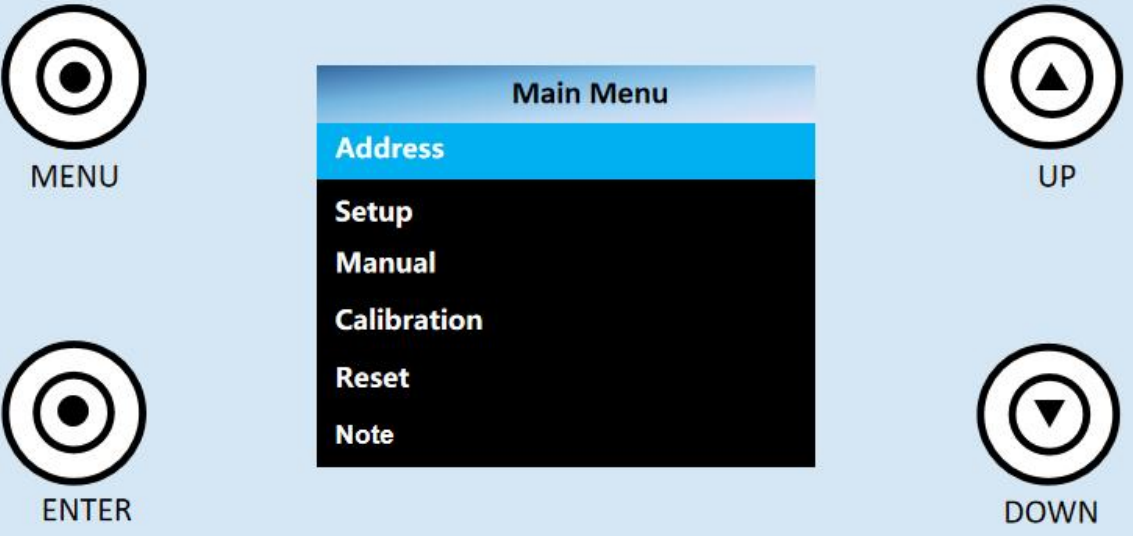 Main Menu
Address
Setup
Manual
Calibration
Reset
Note
MENU
UP
ENTER
DOWN